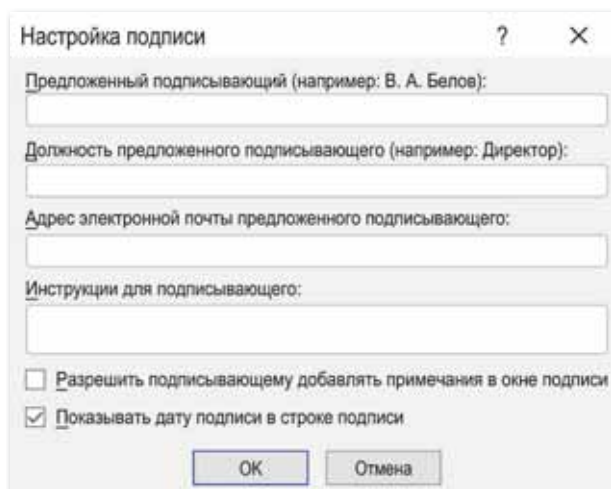 Настройка подписи ? ✕
Предложенный подписывающий (например: В. А. Белов):
Должность предложенного подписывающего (например: Директор):
Адрес электронной почты предложенного подписывающего:
Инструкции для подписывающего:
Разрешить подписывающему добавлять примечания в окне подписи
Показывать дату подписи в строке подписи
OK Отмена